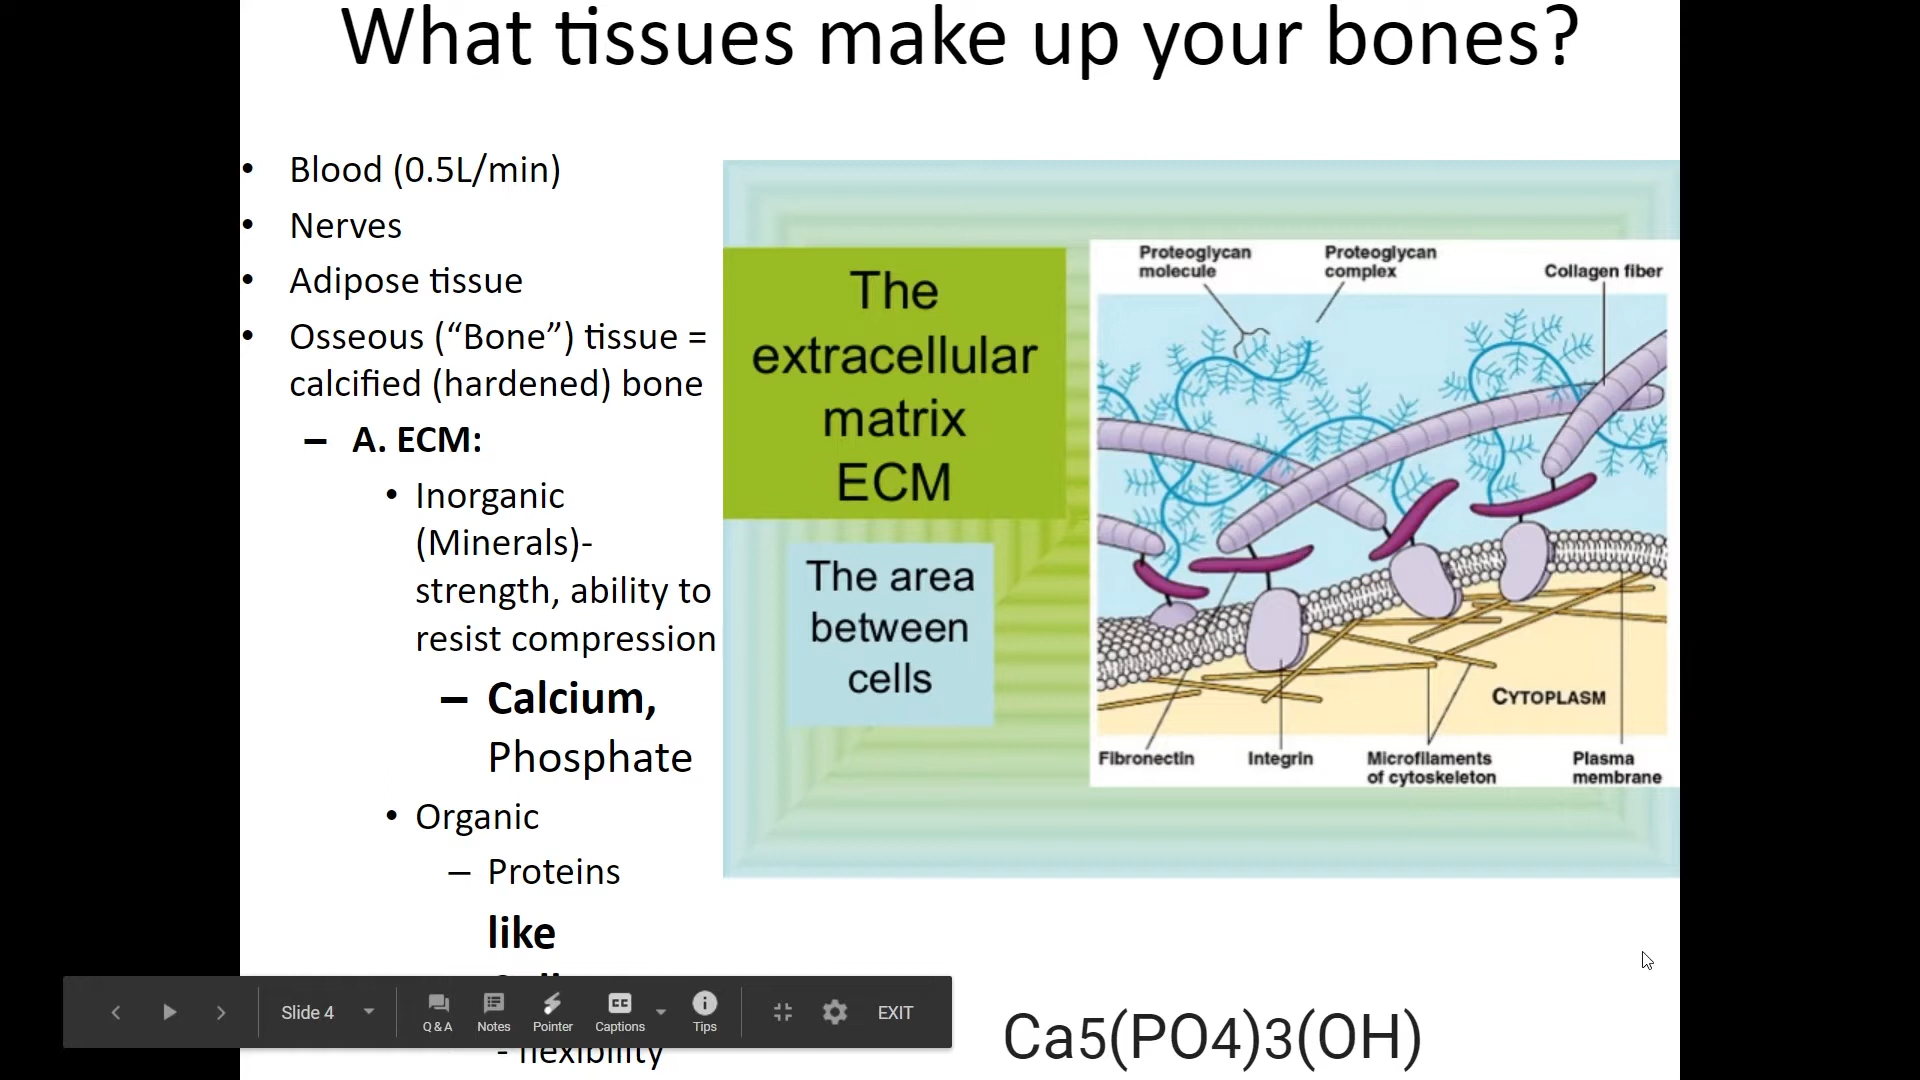 What tissues make up your bones?
• Blood (0.5L/min)
• Nerves
• Adipose tissue
• Osseous (“Bone”) tissue =
calcified (hardened) bone
– A. ECM:
• Inorganic
(Minerals)-
strength, ability to
resist compression
– Calcium,
Phosphate
• Organic
– Proteins
like
- flexibility
The
extracellular
matrix
ECM
The area
between
cells
Proteoglycan
molecule
Proteoglycan
complex
Collagen fiber
CYTOPLASM
Fibronectin
Integrin
Microfilaments
of cytoskeleton
Plasma
membrane
Ca5(PO4)3(OH)
Slide 4
Q & A
Notes
Pointer
CC
Captions
Tips
EXIT